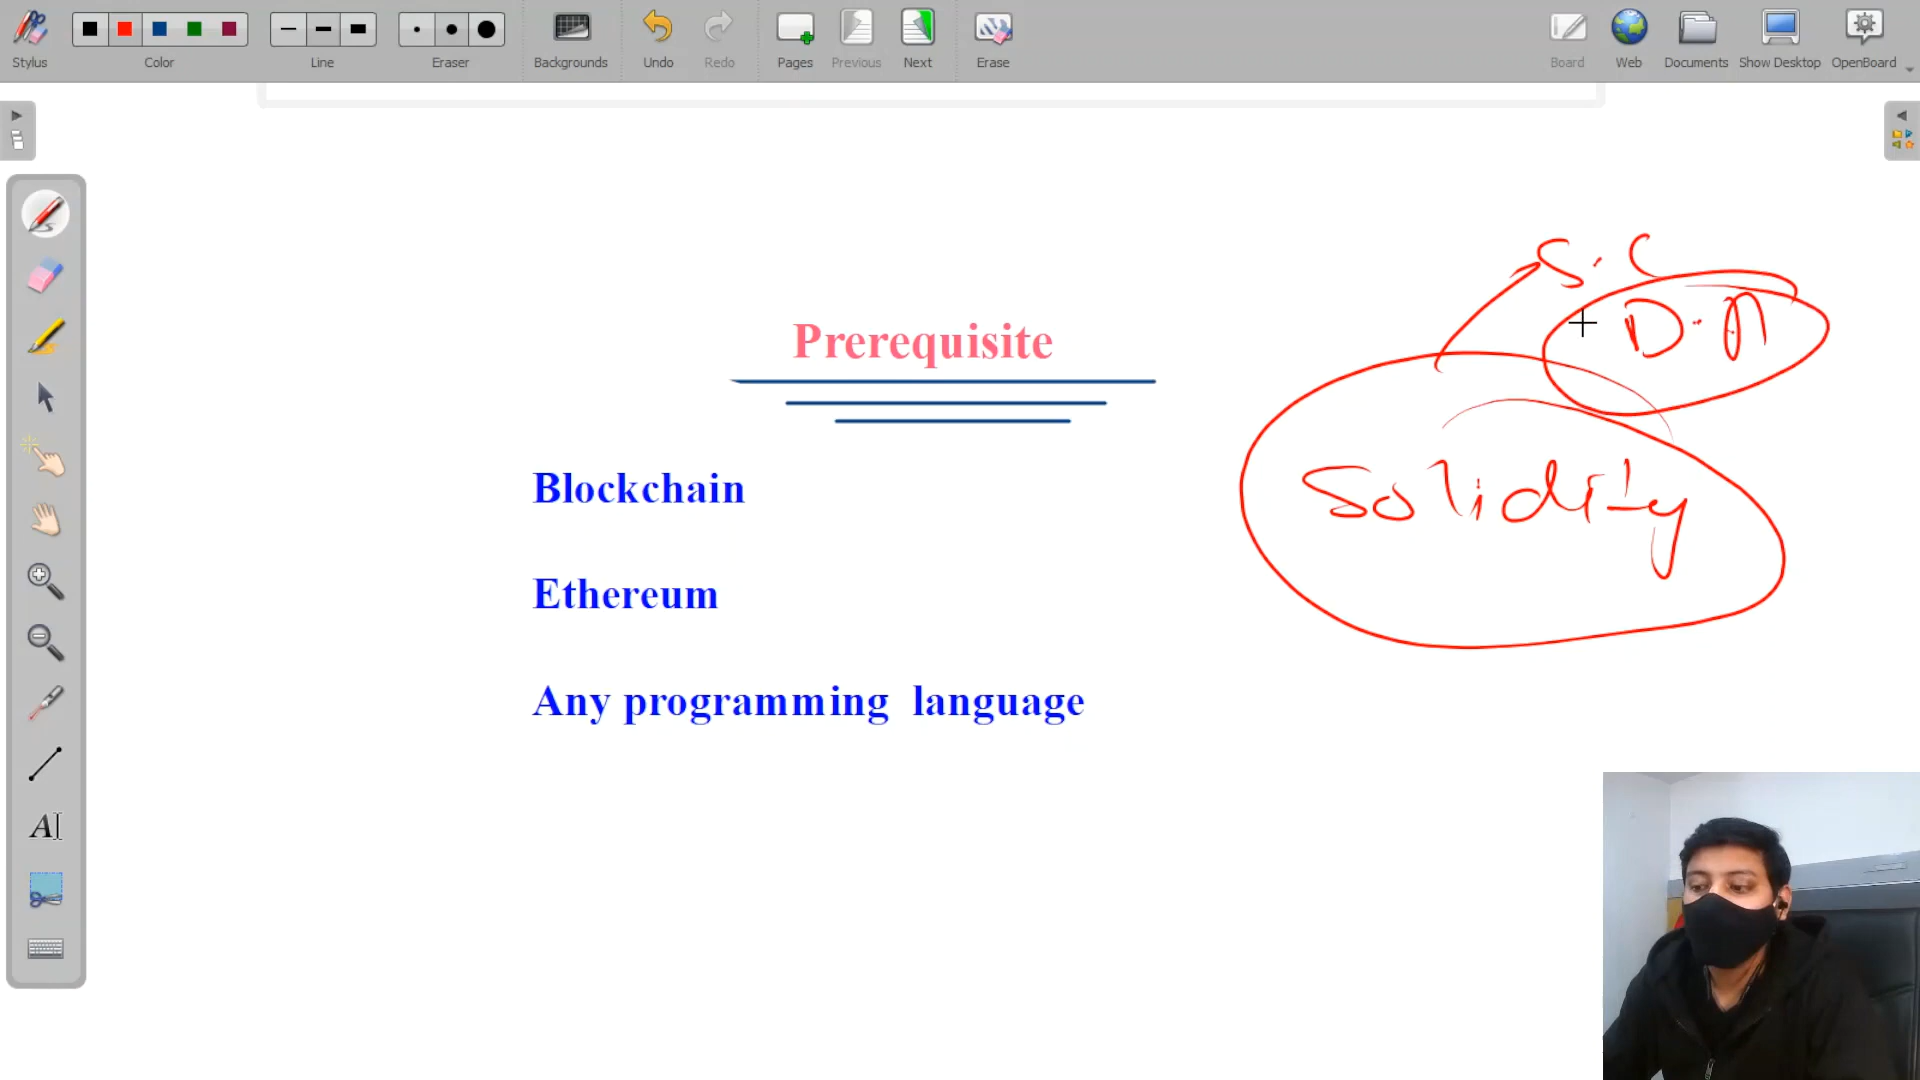 Stylus
Color
Line
Eraser
Backgrounds
Undo
Redo
Pages
Previous
Next
Erase
Board
Web
Documents
Show Desktop
OpenBoard
S.C
Prerequisite
Blockchain
Solidity
Ethereum
Any programming language